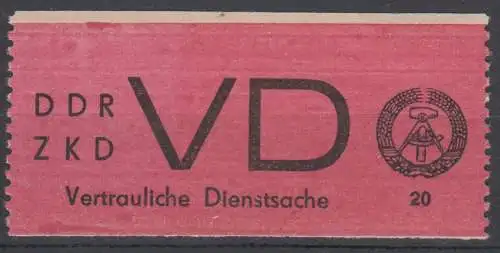 DDR
ZKD
VD
Vertrauliche Dienstsache
20